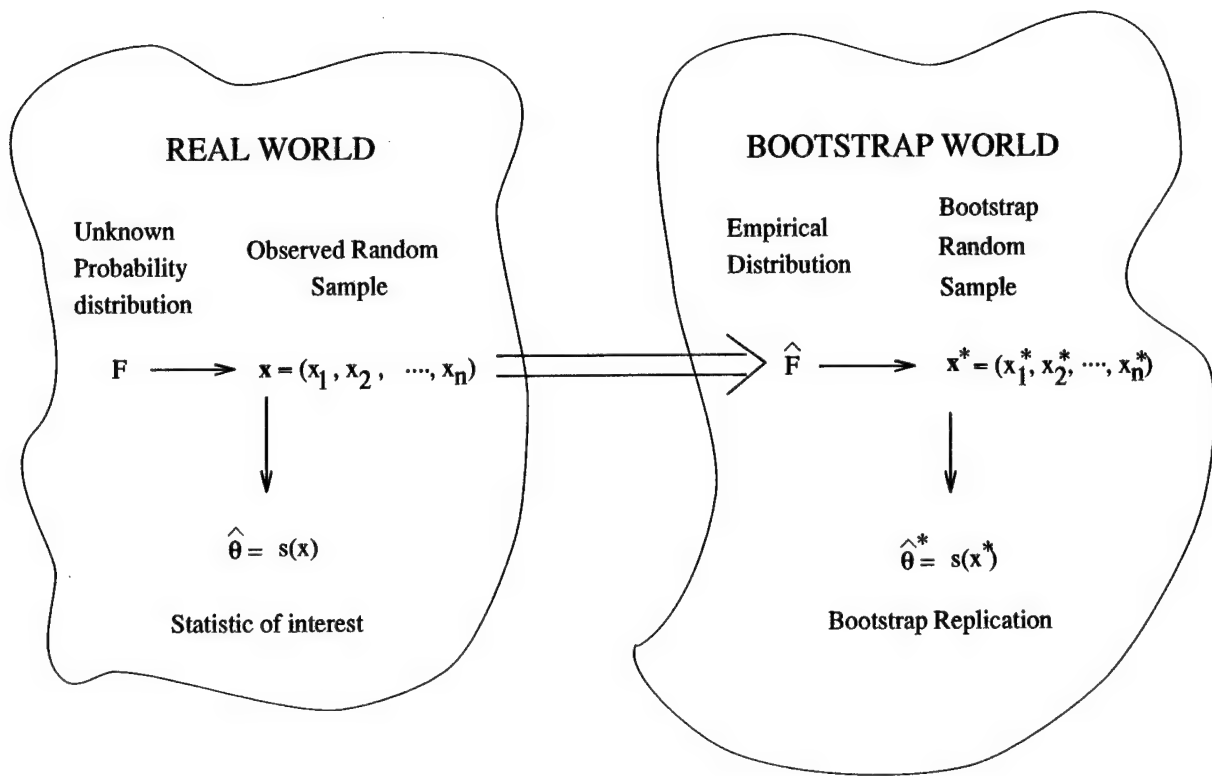 REAL WORLD
Unknown
Probability
distribution
Observed Random
Sample
F
x = (x₁, x₂, ...., xₙ)
θ̂ = s(x)
Statistic of interest
BOOTSTRAP WORLD
Empirical
Distribution
Bootstrap
Random
Sample
F̂
x* = (x₁*, x₂*, ...., xₙ*)
θ̂* = s(x*)
Bootstrap Replication